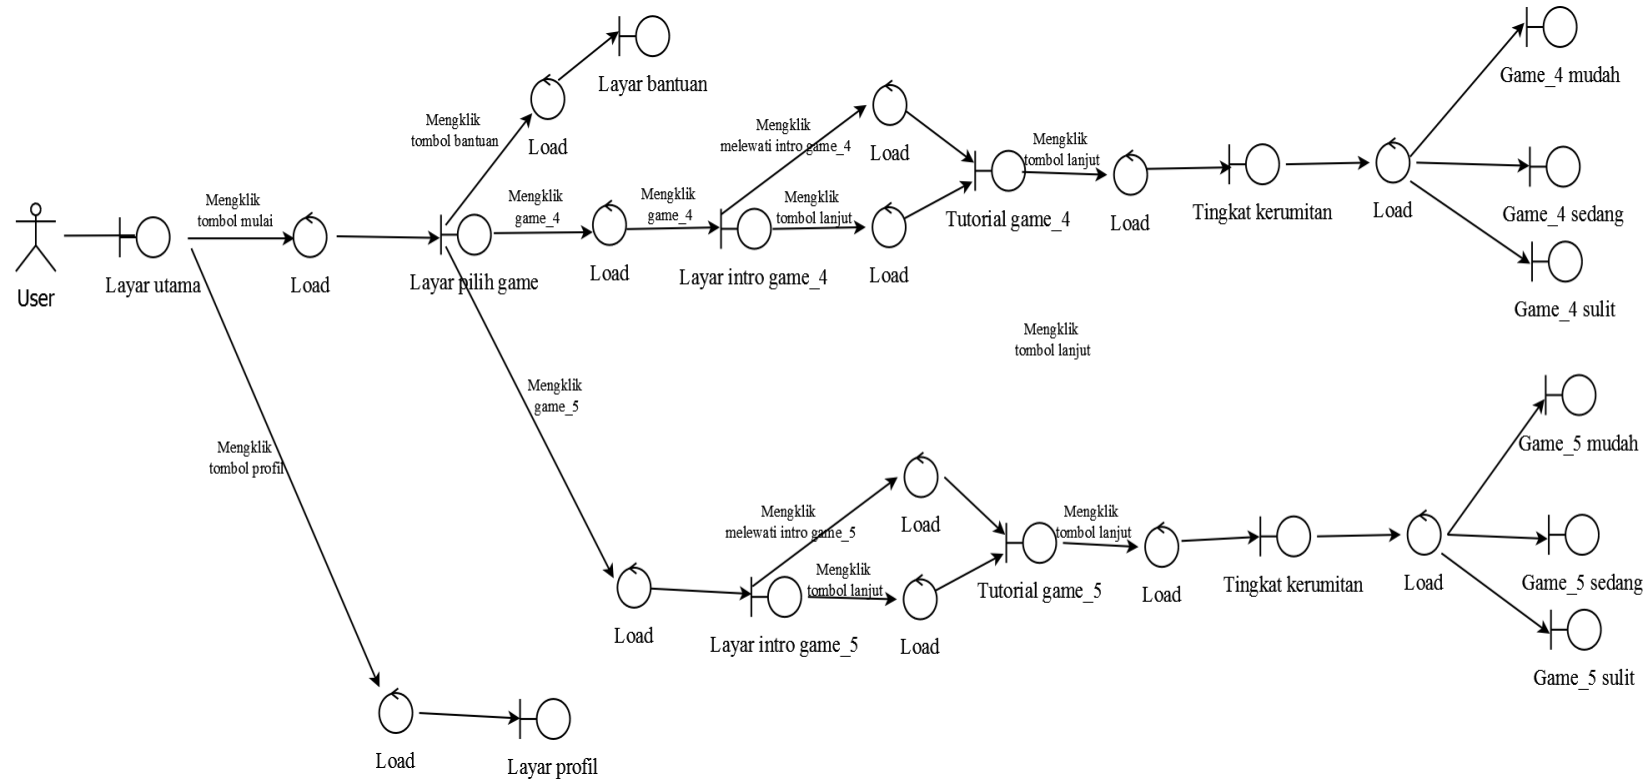 Layar bantuan
Mengklik
tombol bantuan
Load
Game_4 mudah
Mengklik
melewati intro game_4
Load
Mengklik
tombol lanjut
Mengklik
tombol mulai
Mengklik
game_4
Mengklik
game_4
Mengklik
tombol lanjut
Tutorial game_4
Load
Tingkat kerumitan
Load
Game_4 sedang
User
Layar utama
Load
Layar pilih game
Load
Layar intro game_4
Load
Game_4 sulit
Mengklik
tombol lanjut
Mengklik
game_5
Mengklik
tombol profil
Game_5 mudah
Mengklik
melewati intro game_5
Load
Mengklik
tombol lanjut
Mengklik
tombol lanjut
Tutorial game_5
Load
Tingkat kerumitan
Load
Game_5 sedang
Load
Layar intro game_5
Load
Game_5 sulit
Load
Layar profil